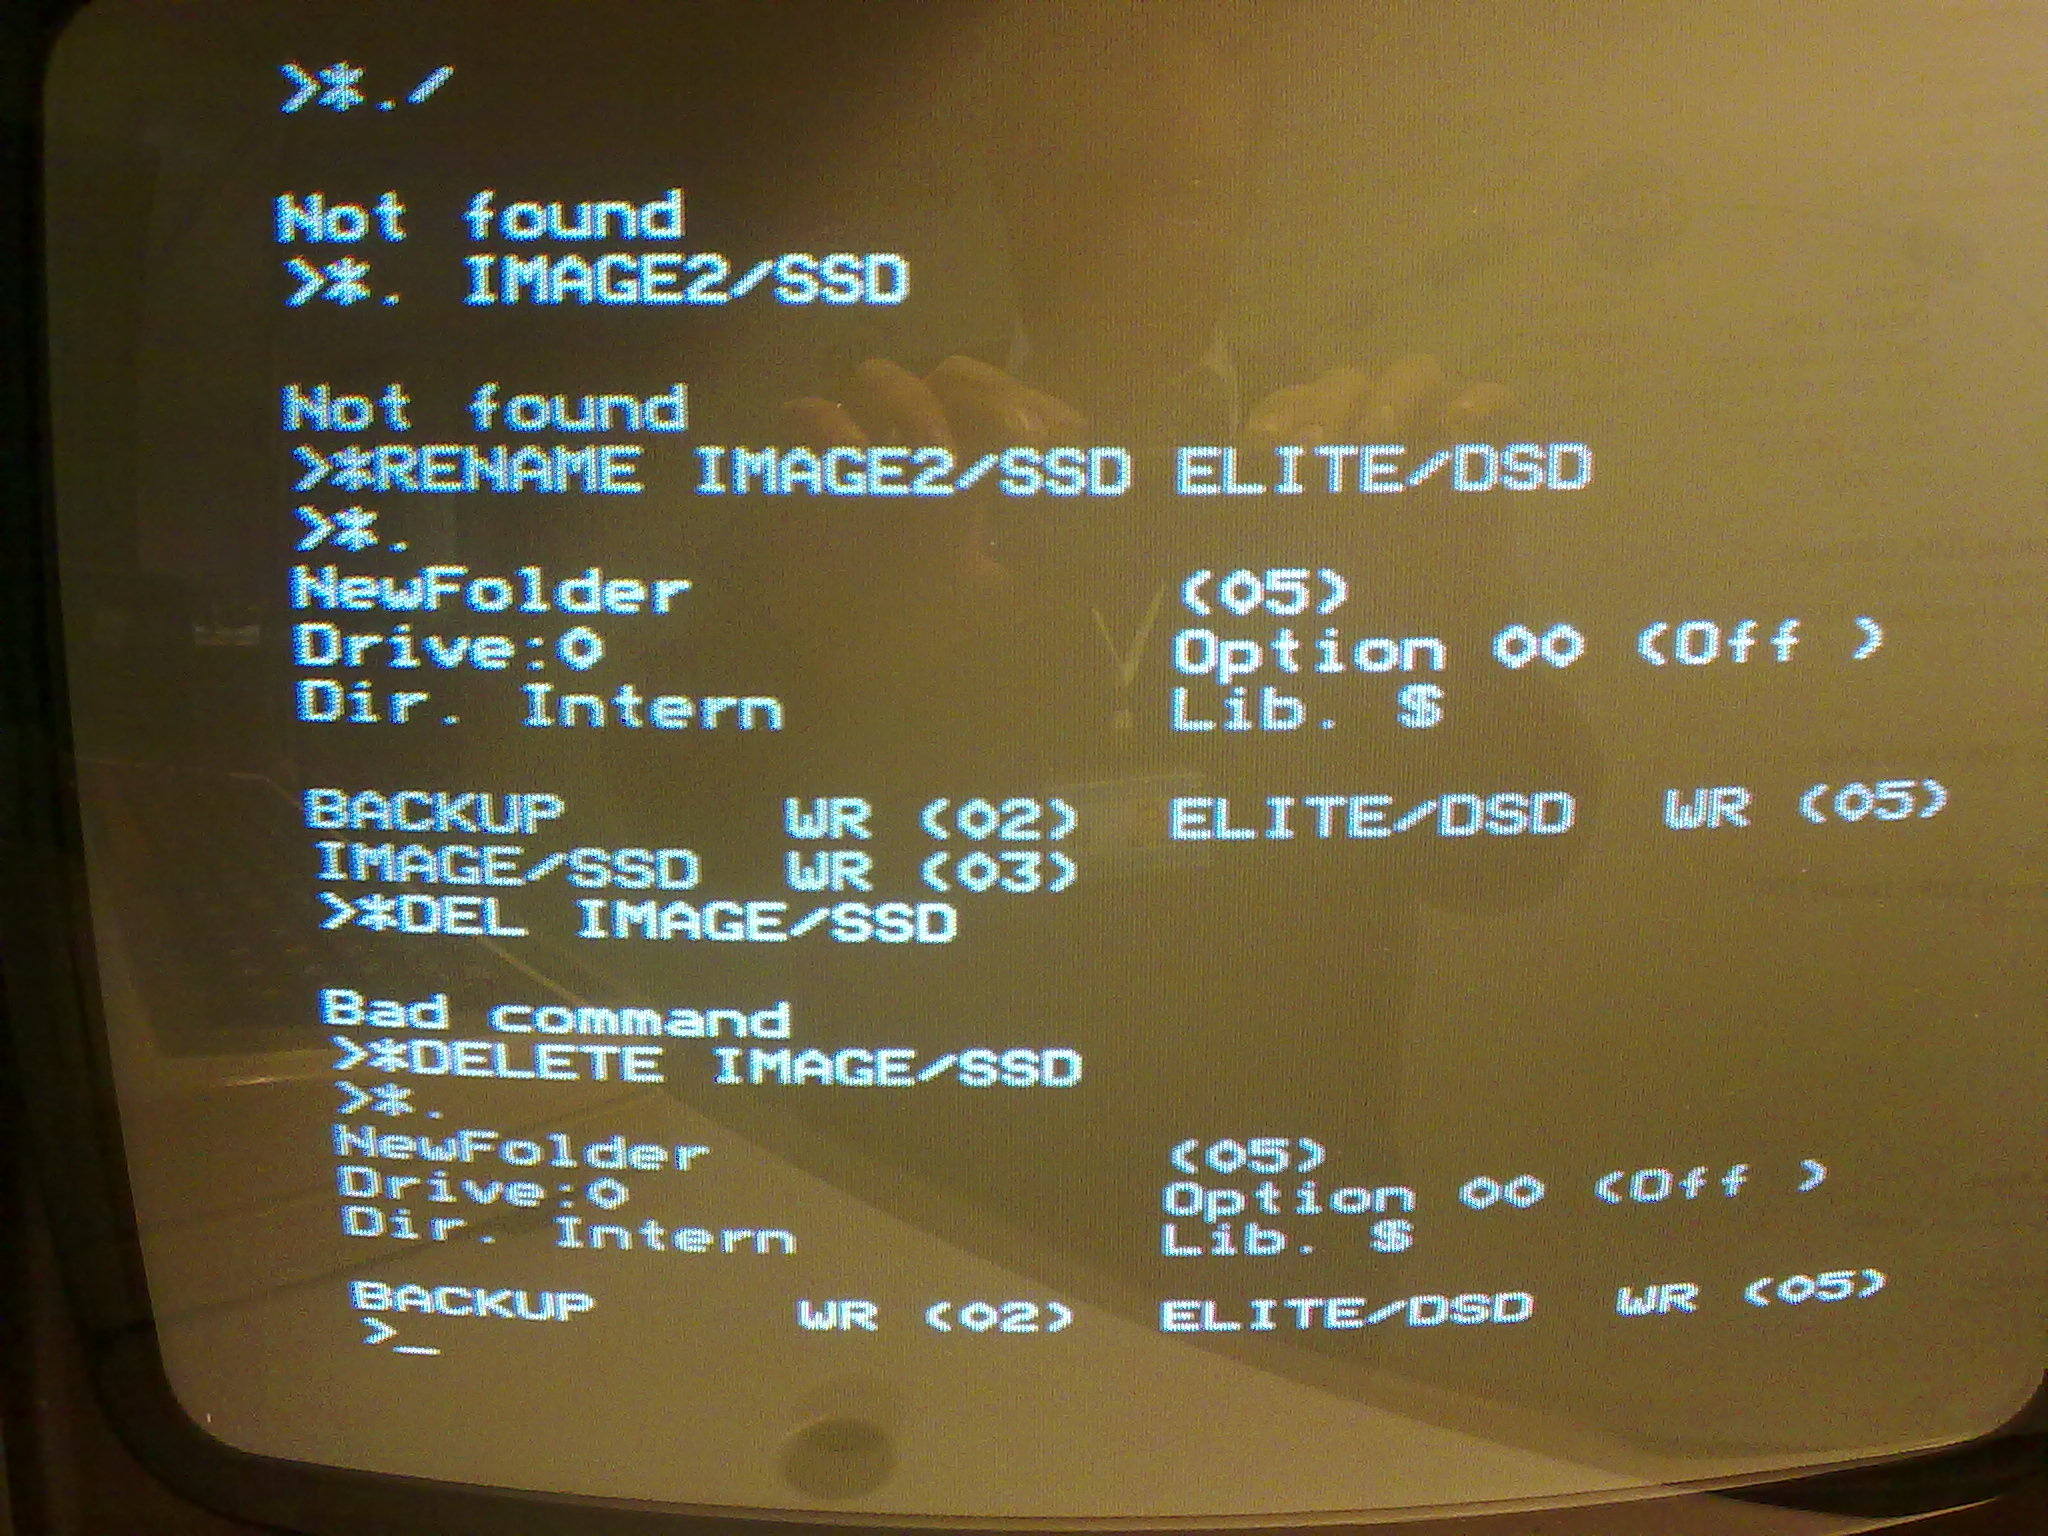 >*./
Not found
>*. IMAGE2/SSD
Not found
>*RENAME IMAGE2/SSD ELITE/DSD
>*.
NewFolder (05)
Drive:0 Option 00 (Off )
Dir. Intern Lib. $
BACKUP WR (02) ELITE/DSD WR (05)
IMAGE/SSD WR (03)
>*DEL IMAGE/SSD
Bad command
>*DELETE IMAGE/SSD
>*.
NewFolder (05)
Drive:0 Option 00 (Off )
Dir. Intern Lib. $
BACKUP WR (02) ELITE/DSD WR (05)
>_